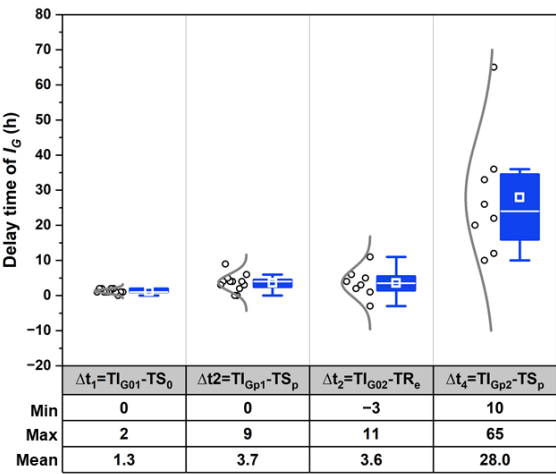 80
70
60
50
40
30
20
10
0
−10
−20
Delay time of I_G (h)
Δt₁=TI_G01-TS₀ Δt2=TI_Gp1-TS_p Δt₂=TI_G02-TR_e Δt₄=TI_Gp2-TS_p
Min 0 0 −3 10
Max 2 9 11 65
Mean 1.3 3.7 3.6 28.0